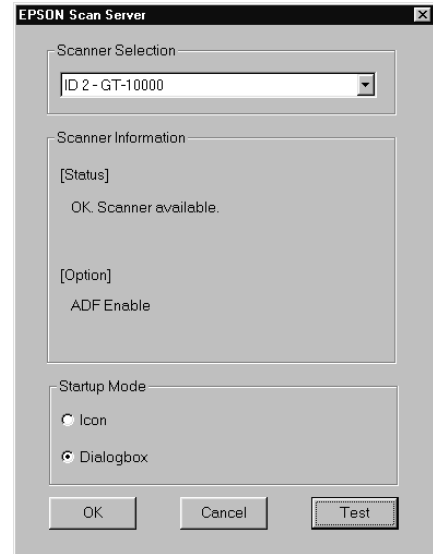 EPSON Scan Server
Scanner Selection
ID 2 - GT-10000
Scanner Information
[Status]
OK. Scanner available.
[Option]
ADF Enable
Startup Mode
Icon
Dialogbox
OK Cancel Test